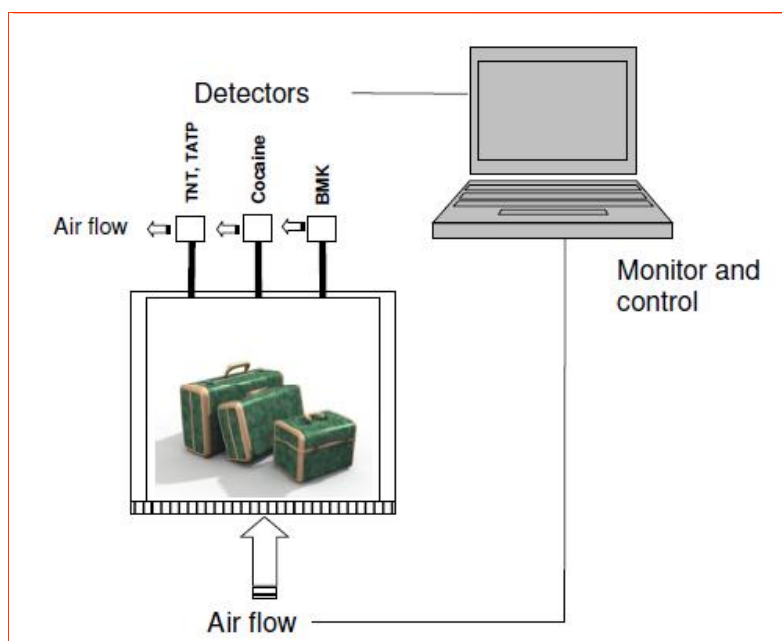 Detectors
TNT, TATP
Cocaine
BMK
Air flow
Monitor and
control
Air flow